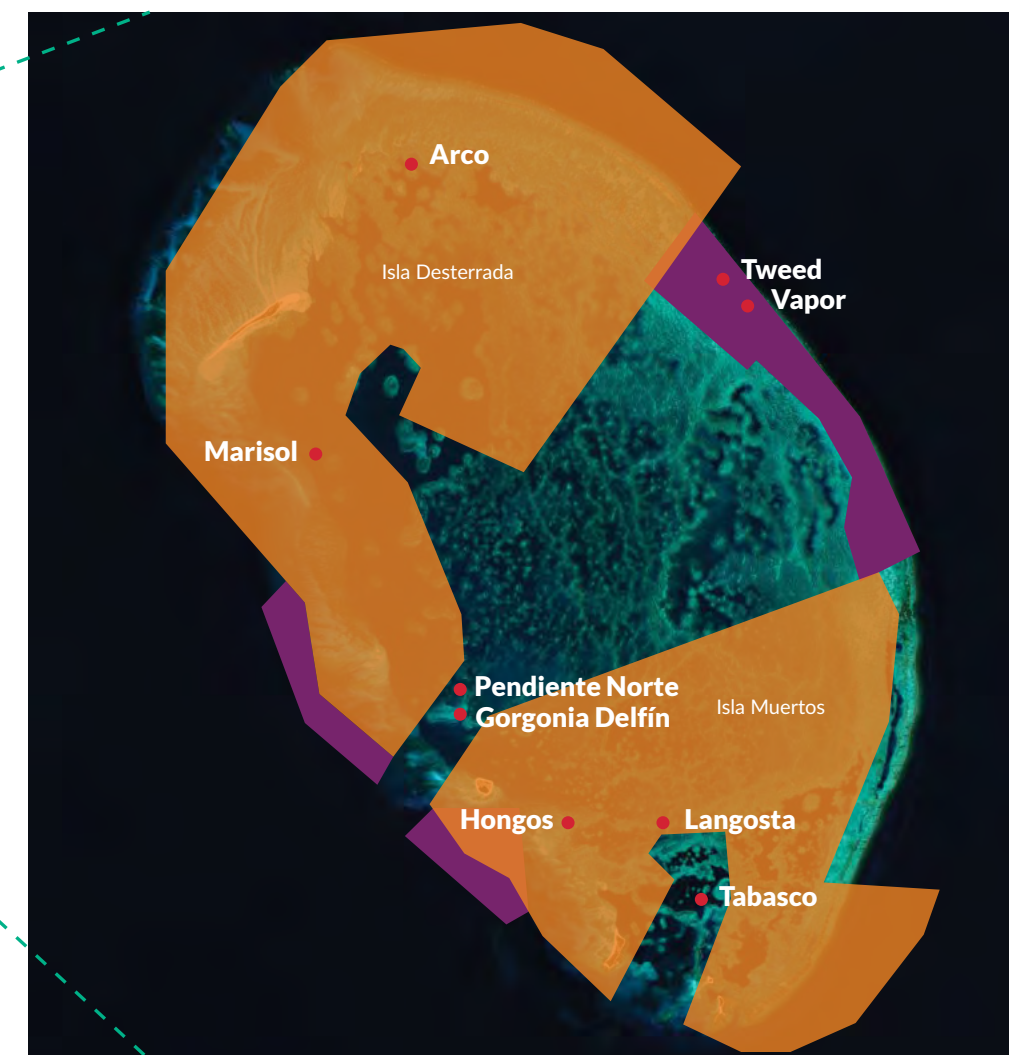 Arco
Isla Desterrada
Tweed
Vapor
Marisol
Pendiente Norte
Isla Muertos
Gorgonia Delfín
Hongos
Langosta
Tabasco